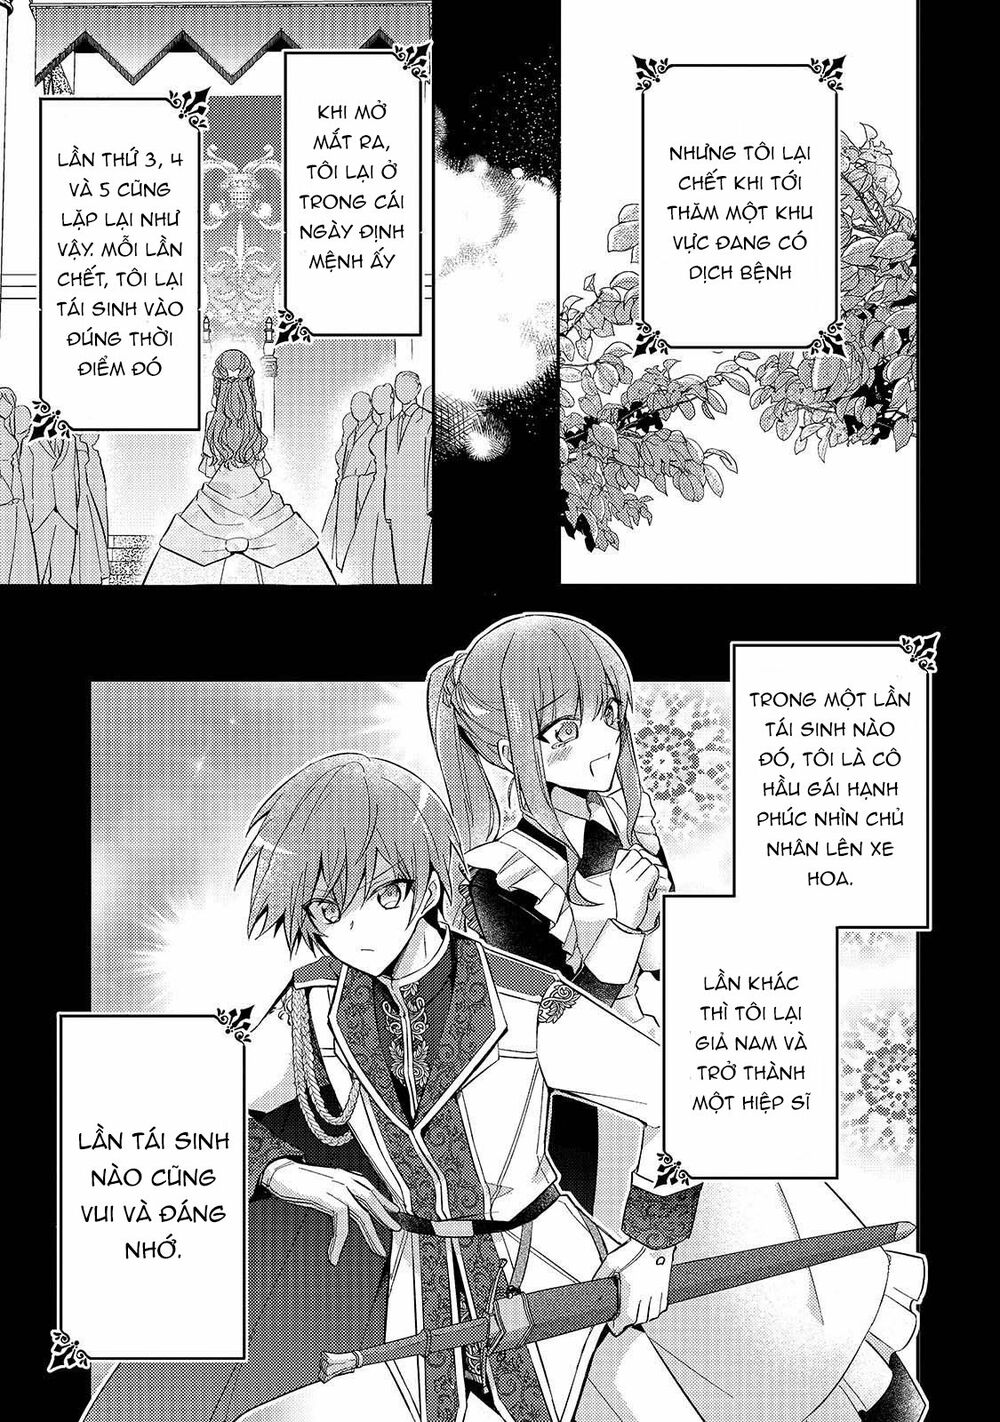 NHƯNG TÔI LẠI
CHẾT KHI TỚI
THĂM MỘT KHU
VỰC ĐANG CÓ
DỊCH BỆNH
KHI MỞ
MẮT RA,
TÔI LẠI Ở
TRONG CÁI
NGÀY ĐỊNH
MỆNH ẤY
LẦN THỨ 3, 4
VÀ 5 CŨNG
LẶP LẠI NHƯ
VẬY. MỖI LẦN
CHẾT, TÔI LẠI
TÁI SINH VÀO
ĐÚNG THỜI
ĐIỂM ĐÓ
TRONG MỘT LẦN
TÁI SINH NÀO
ĐÓ, TÔI LÀ CÔ
HẦU GÁI HẠNH
PHÚC NHÌN CHỦ
NHÂN LÊN XE
HOA.
LẦN KHÁC
THÌ TÔI LẠI
GIẢ NAM VÀ
TRỞ THÀNH
MỘT HIỆP SĨ
LẦN TÁI SINH
NÀO CŨNG
VUI VÀ ĐÁNG
NHỚ.